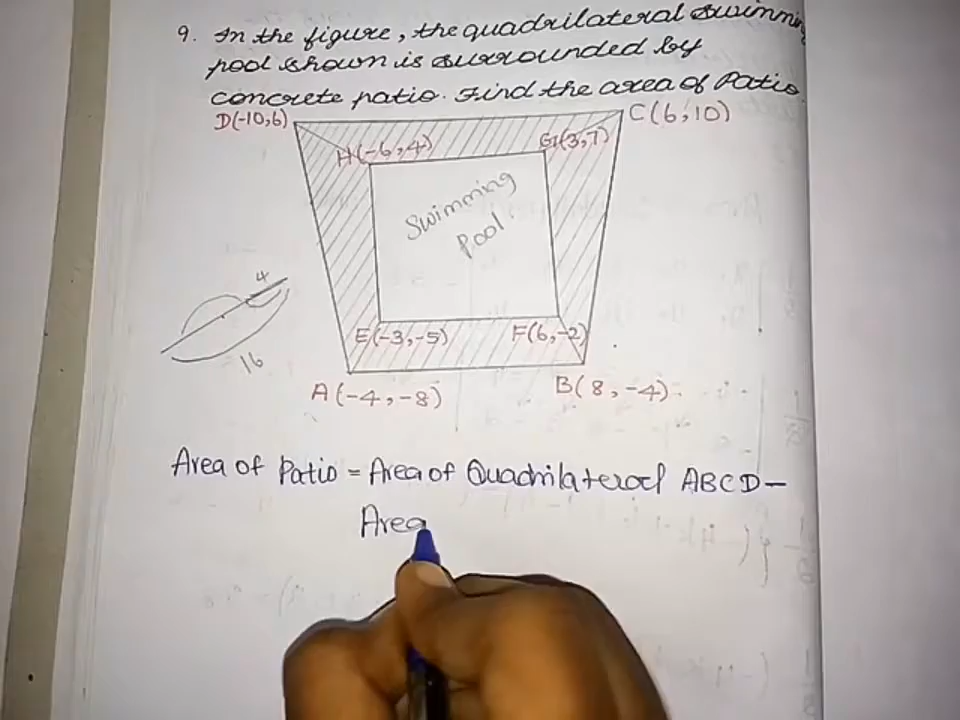 9. In the figure, the quadrilateral swimming
pool shown is surrounded by
concrete patio. Find the area of Patio
D(-10,6)
C(6,10)
H(-6,4)
G(3,7)
Swimming
Pool.
4
16
E(-3,-5)
F(6,-2)
A(-4,-8)
B(8,-4).
Area of Patio = Area of Quadrilateral ABCD -
Area